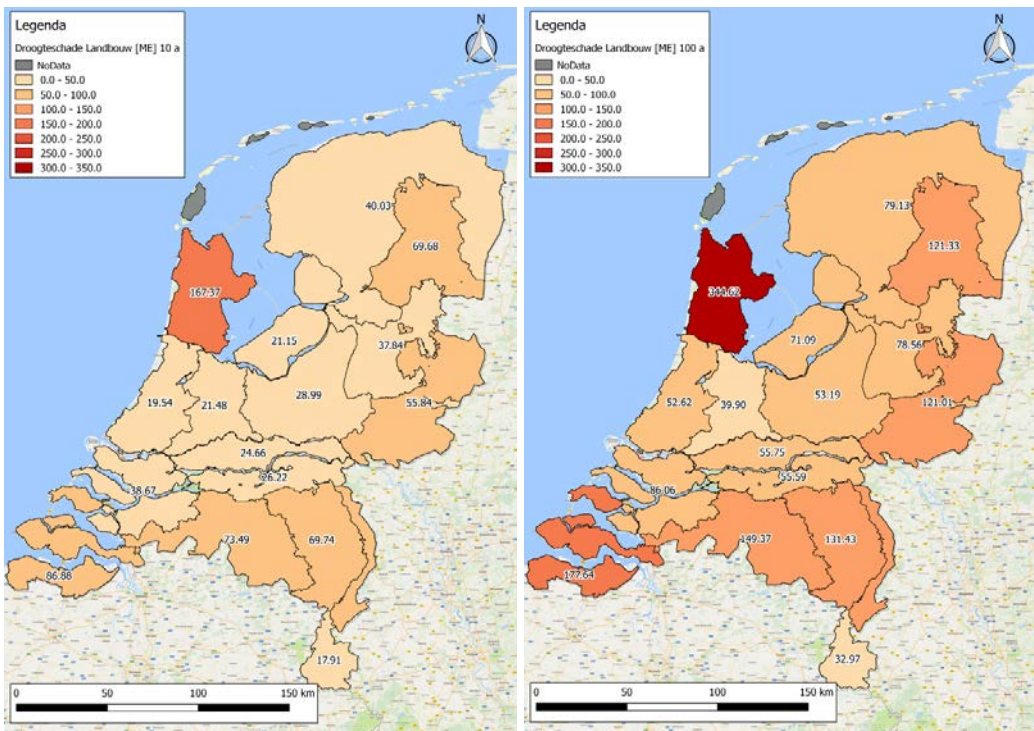 Legenda
Droogteschade Landbouw [ME] 10 a
NoData
0.0 - 50.0
50.0 - 100.0
100.0 - 150.0
150.0 - 200.0
200.0 - 250.0
250.0 - 300.0
300.0 - 350.0
N
40.03
69.68
167.37
21.15
37.84
28.99
55.84
19.54
21.48
24.66
26.22
38.67
73.49
69.74
86.88
17.91
0 50 100 150 km
Legenda
Droogteschade Landbouw [ME] 100 a
NoData
0.0 - 50.0
50.0 - 100.0
100.0 - 150.0
150.0 - 200.0
200.0 - 250.0
250.0 - 300.0
300.0 - 350.0
N
79.13
121.33
344.62
71.09
78.56
53.19
121.01
52.62
39.90
55.75
55.59
86.06
149.37
131.43
177.64
32.97
0 50 100 150 km